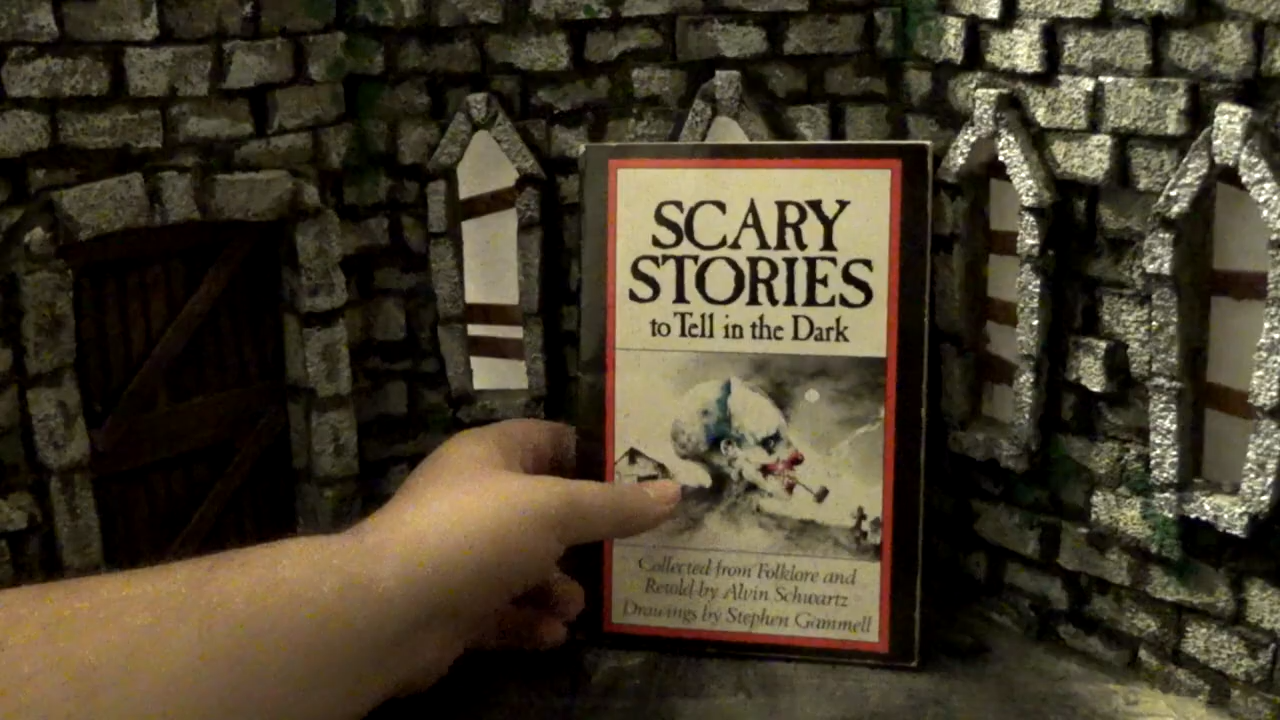 SCARY
STORIES
to Tell in the Dark
Collected from Folklore and
Retold by Alvin Schwartz
Drawings by Stephen Gammell